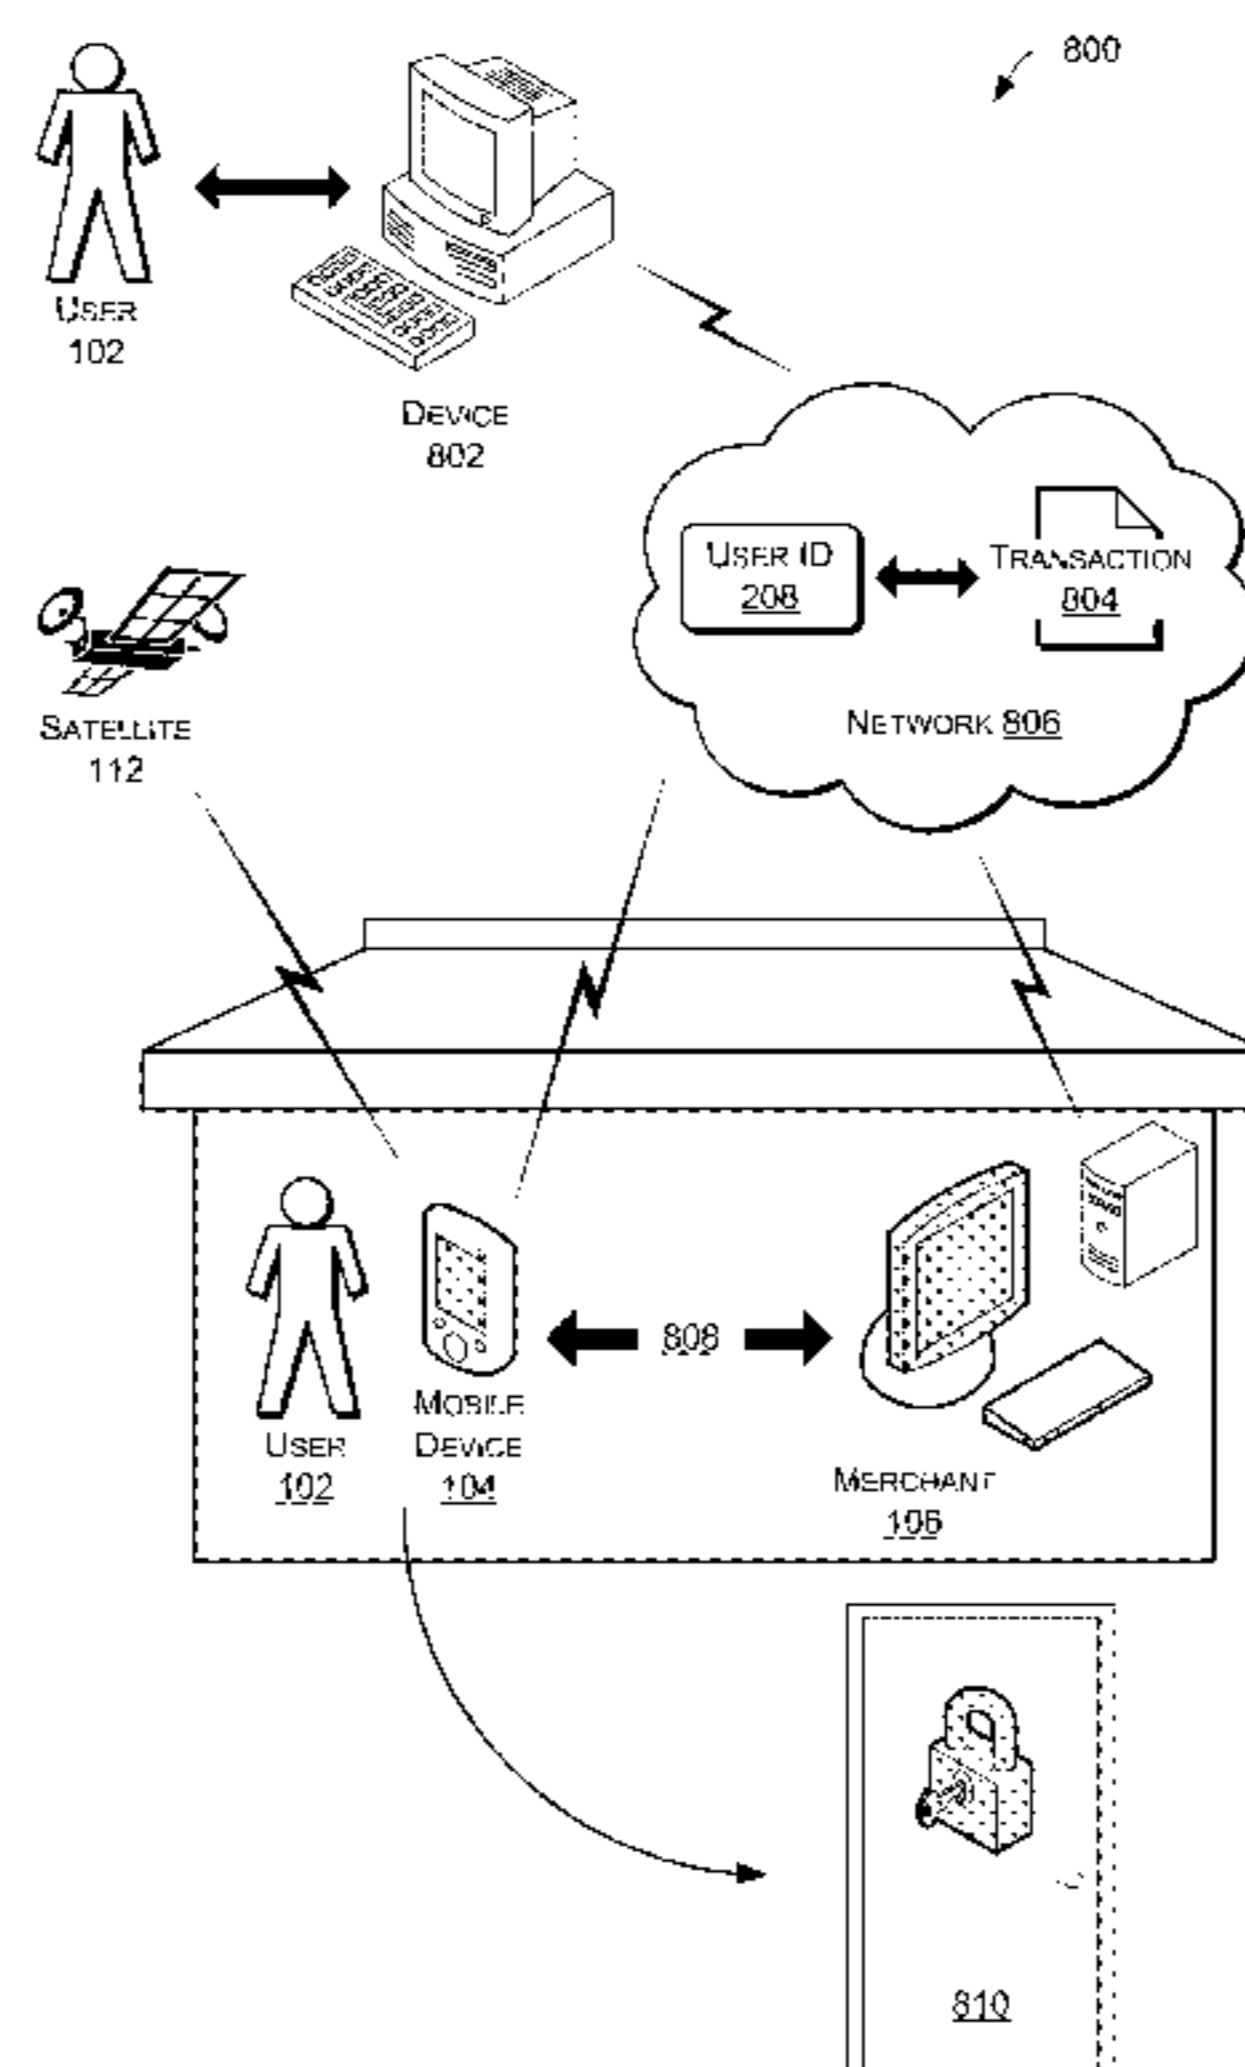 800
USER
102
DEVICE
802
USER ID
208
TRANSACTION
804
NETWORK 806
SATELLITE
112
808
MOBILE
DEVICE
104
USER
102
MERCHANT
106
810